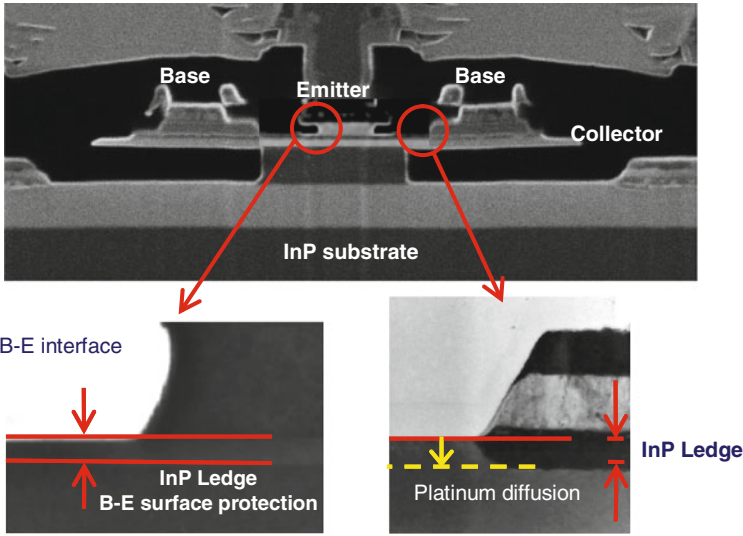 Base
Emitter
Base
Collector
InP substrate
B-E interface
InP Ledge
B-E surface protection
InP Ledge
Platinum diffusion